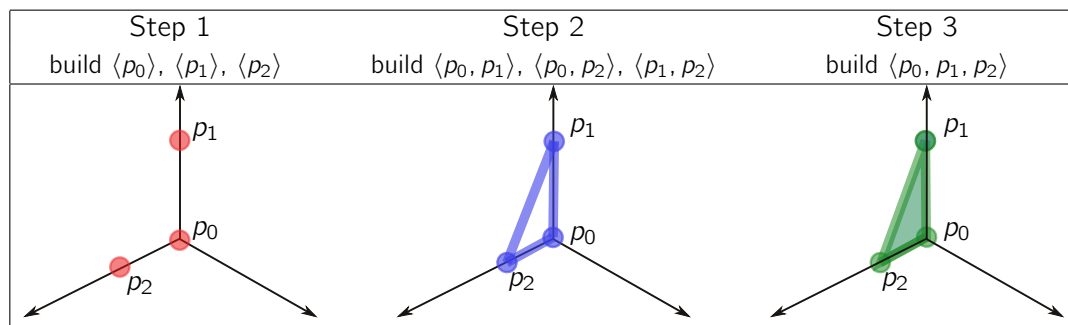 Step 1 Step 2 Step 3
build ⟨p₀⟩, ⟨p₁⟩, ⟨p₂⟩ build ⟨p₀, p₁⟩, ⟨p₀, p₂⟩, ⟨p₁, p₂⟩ build ⟨p₀, p₁, p₂⟩
p₁ p₁ p₁
p₀ p₀ p₀
p₂ p₂ p₂